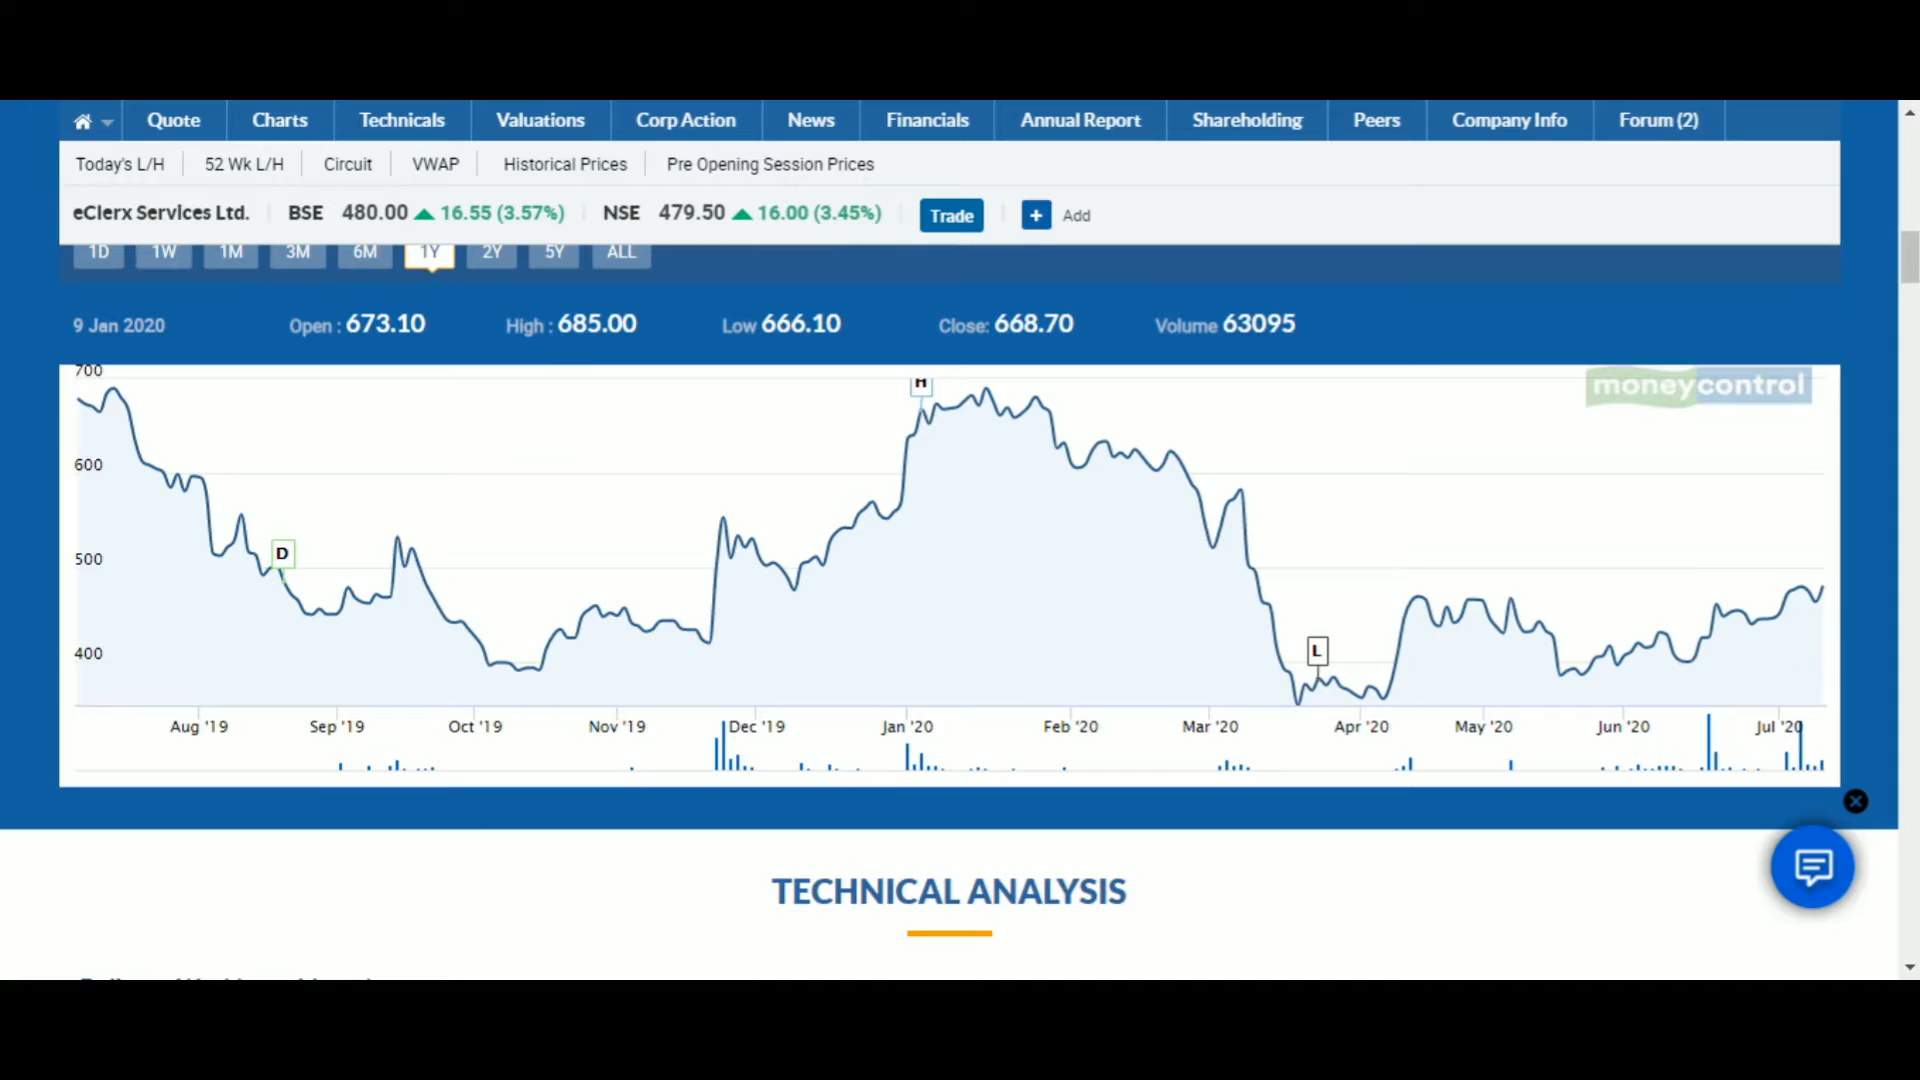 Quote Charts Technicals Valuations Corp Action News Financials Annual Report Shareholding Peers Company Info Forum (2)
Today's L/H 52 Wk L/H Circuit VWAP Historical Prices Pre Opening Session Prices
eClerx Services Ltd. BSE 480.00 16.55 (3.57%) NSE 479.50 16.00 (3.45%) Trade + Add
1D 1W 1M 3M 6M 1Y 2Y 5Y ALL
9 Jan 2020 Open : 673.10 High : 685.00 Low 666.10 Close: 668.70 Volume 63095
700
H
moneycontrol
600
D
500
L
400
Aug '19 Sep '19 Oct '19 Nov '19 Dec '19 Jan '20 Feb '20 Mar '20 Apr '20 May '20 Jun '20 Jul '20
TECHNICAL ANALYSIS